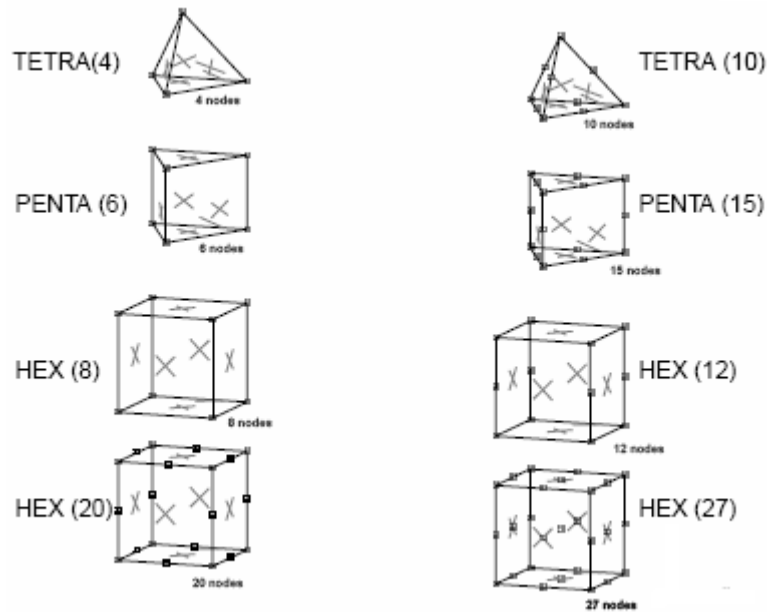 TETRA(4)
4 nodes
TETRA (10)
10 nodes
PENTA (6)
6 nodes
PENTA (15)
15 nodes
HEX (8)
8 nodes
HEX (12)
12 nodes
HEX (20)
20 nodes
HEX (27)
27 nodes